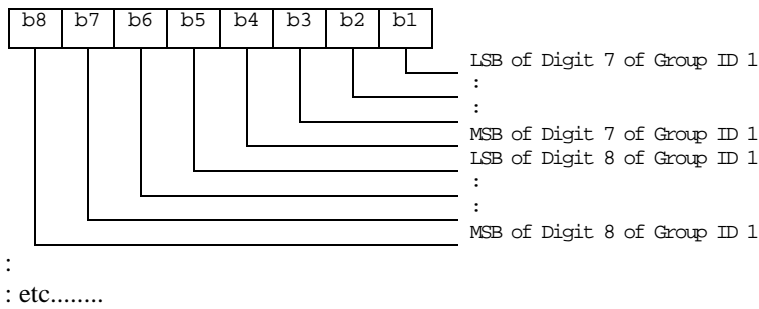 b8 b7 b6 b5 b4 b3 b2 b1
LSB of Digit 7 of Group ID 1
:
:
MSB of Digit 7 of Group ID 1
LSB of Digit 8 of Group ID 1
:
:
MSB of Digit 8 of Group ID 1
:
: etc........